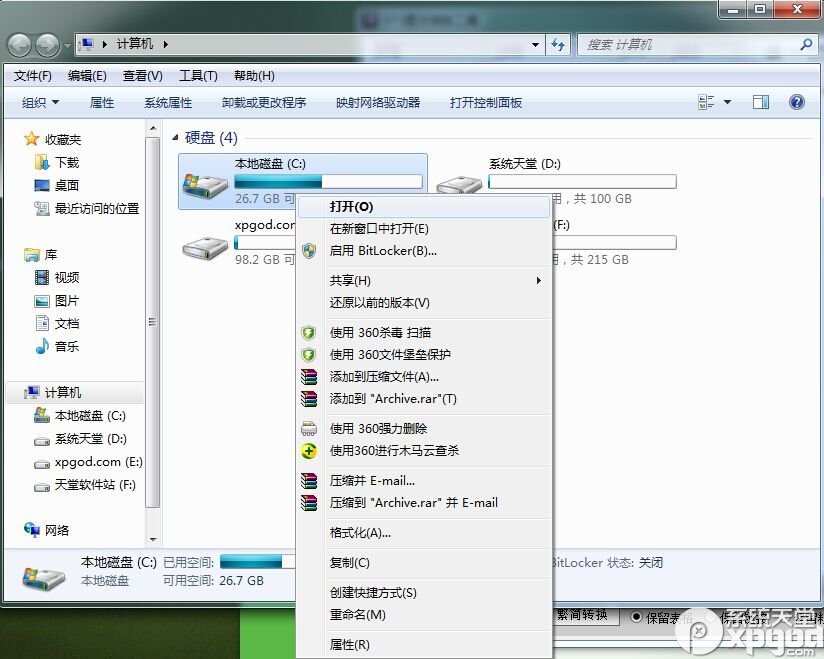 计算机
搜索 计算机
文件(F) 编辑(E) 查看(V) 工具(T) 帮助(H)
组织 属性 系统属性 卸载或更改程序 映射网络驱动器 打开控制面板
收藏夹
下载
桌面
最近访问的位置
库
视频
图片
文档
音乐
计算机
本地磁盘 (C:)
系统天堂 (D:)
xpgod.com (E:)
天堂软件站 (F:)
网络
硬盘 (4)
本地磁盘 (C:)
26.7 GB 可
系统天堂 (D:)
用，共 100 GB
xpgod.com
98.2 GB 可
(F:)
用，共 215 GB
打开(O)
在新窗口中打开(E)
启用 BitLocker(B)...
共享(H)
还原以前的版本(V)
使用 360杀毒 扫描
使用 360文件堡垒保护
添加到压缩文件(A)...
添加到 "Archive.rar"(T)
使用 360强力删除
使用360进行木马云查杀
压缩并 E-mail...
压缩到 "Archive.rar" 并 E-mail
格式化(A)...
复制(C)
创建快捷方式(S)
重命名(M)
属性(R)
本地磁盘 (C:) 已用空间:
BitLocker 状态: 关闭
本地磁盘 可用空间: 26.7 GB
繁简转换 保留表格
系统天堂
xpgod.com